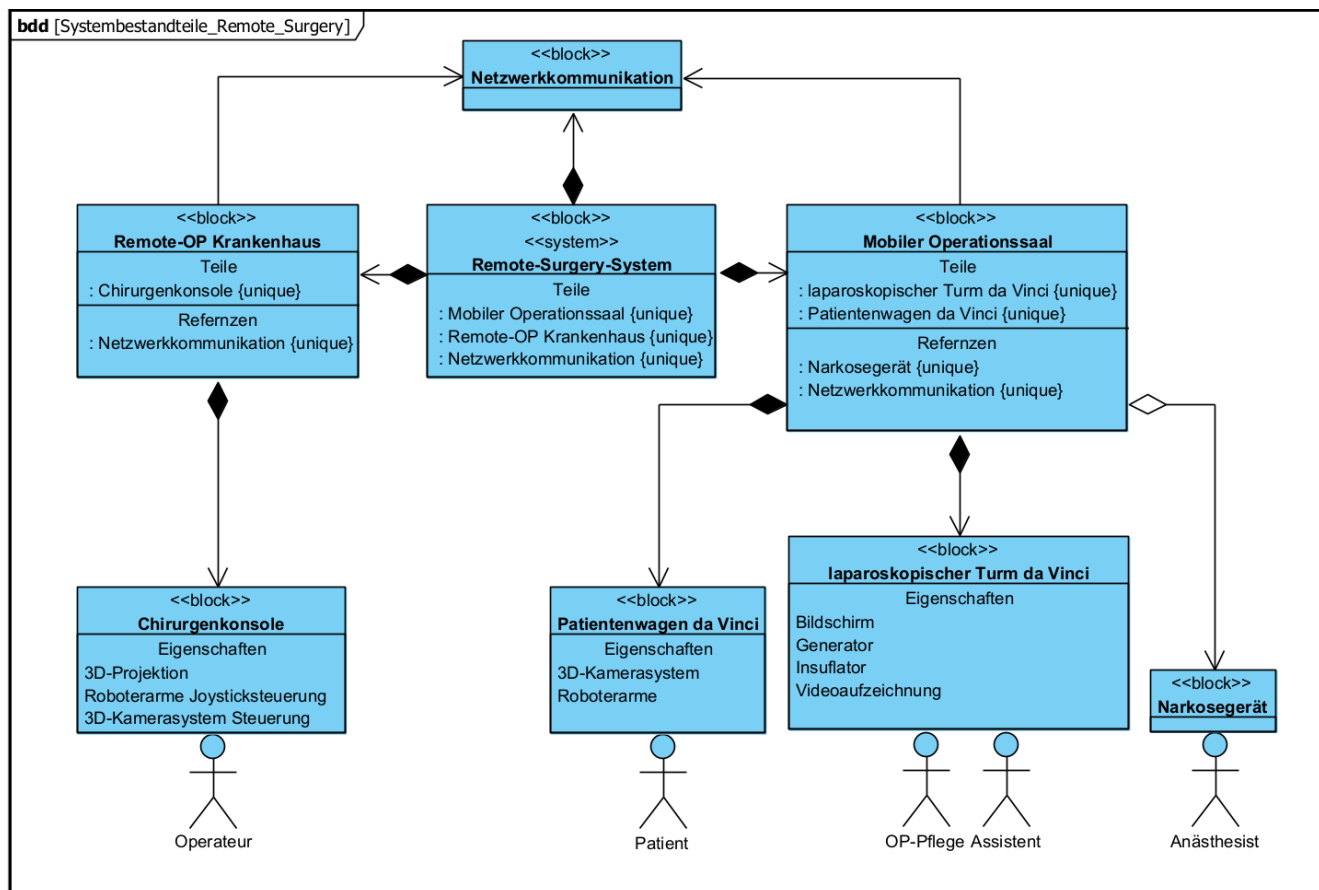 bdd [Systembestandteile_Remote_Surgery]
<<block>>
Netzwerkkommunikation
<<block>>
Remote-OP Krankenhaus
Teile
: Chirurgenkonsole {unique}
Refernzen
: Netzwerkkommunikation {unique}
<<block>>
<<system>>
Remote-Surgery-System
Teile
: Mobiler Operationssaal {unique}
: Remote-OP Krankenhaus {unique}
: Netzwerkkommunikation {unique}
<<block>>
Mobiler Operationssaal
Teile
: laparoskopischer Turm da Vinci {unique}
: Patientenwagen da Vinci {unique}
Refernzen
: Narkosegerät {unique}
: Netzwerkkommunikation {unique}
<<block>>
Chirurgenkonsole
Eigenschaften
3D-Projektion
Roboterarme Joysticksteuerung
3D-Kamerasystem Steuerung
<<block>>
Patientenwagen da Vinci
Eigenschaften
3D-Kamerasystem
Roboterarme
<<block>>
laparoskopischer Turm da Vinci
Eigenschaften
Bildschirm
Generator
Insuflator
Videoaufzeichnung
<<block>>
Narkosegerät
Operateur
Patient
OP-Pflege
Assistent
Anästhesist